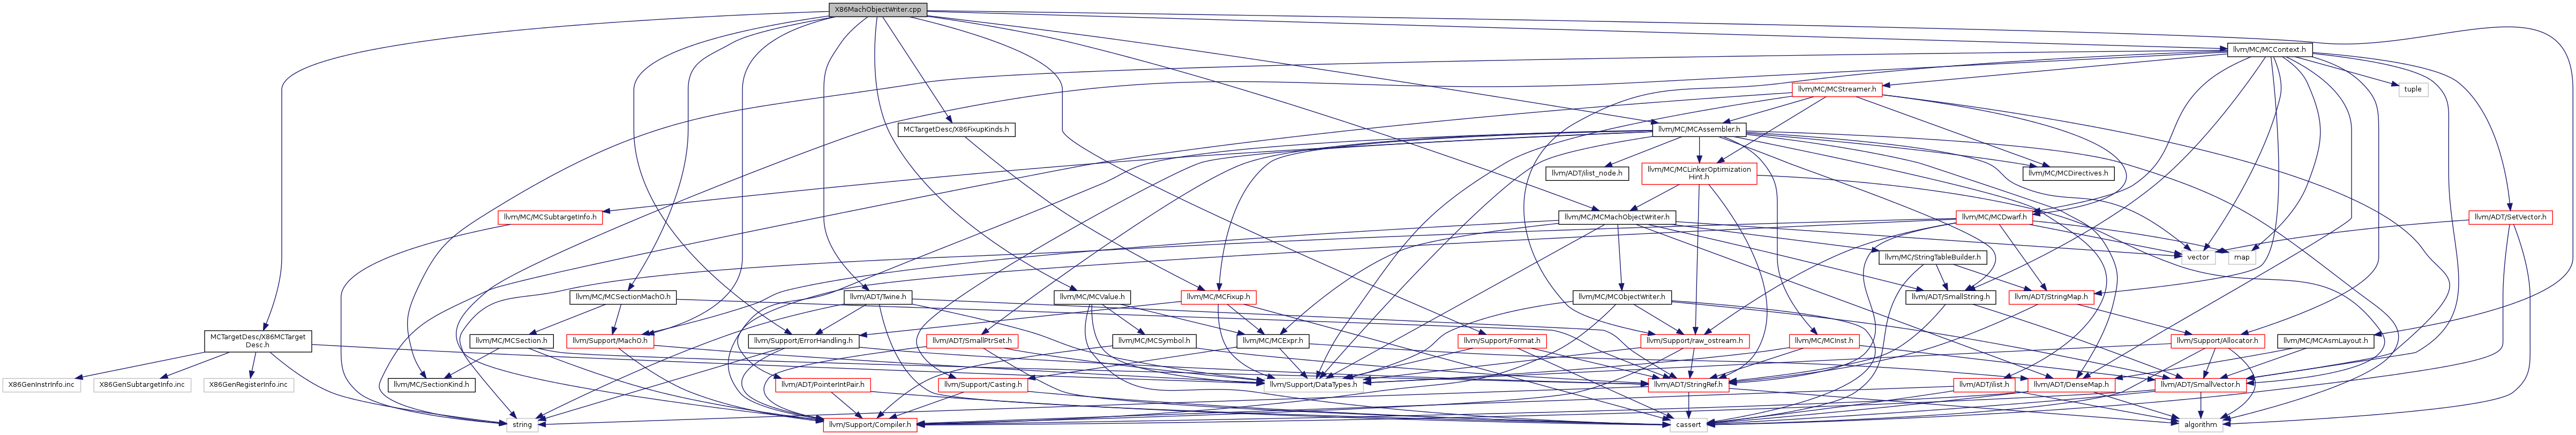 X86MachObjectWriter.cpp
llvm/MC/MCContext.h
llvm/MC/MCStreamer.h
tuple
MCTargetDesc/X86FixupKinds.h
llvm/MC/MCAssembler.h
llvm/ADT/ilist_node.h
llvm/MC/MCLinkerOptimization
Hint.h
llvm/MC/MCDirectives.h
llvm/MC/MCSubtargetInfo.h
llvm/MC/MCMachObjectWriter.h
llvm/MC/MCDwarf.h
llvm/ADT/SetVector.h
llvm/MC/StringTableBuilder.h
vector
map
llvm/MC/MCSectionMachO.h
llvm/ADT/Twine.h
llvm/MC/MCValue.h
llvm/MC/MCFixup.h
llvm/MC/MCObjectWriter.h
llvm/ADT/SmallString.h
llvm/ADT/StringMap.h
MCTargetDesc/X86MCTarget
Desc.h
llvm/MC/MCSection.h
llvm/Support/MachO.h
llvm/Support/ErrorHandling.h
llvm/ADT/SmallPtrSet.h
llvm/MC/MCSymbol.h
llvm/MC/MCExpr.h
llvm/Support/Format.h
llvm/Support/raw_ostream.h
llvm/MC/MCInst.h
llvm/Support/Allocator.h
llvm/MC/MCAsmLayout.h
X86GenInstrInfo.inc
X86GenSubtargetInfo.inc
X86GenRegisterInfo.inc
llvm/MC/SectionKind.h
llvm/ADT/PointerIntPair.h
llvm/Support/Casting.h
llvm/Support/DataTypes.h
llvm/ADT/StringRef.h
llvm/ADT/ilist.h
llvm/ADT/DenseMap.h
llvm/ADT/SmallVector.h
string
llvm/Support/Compiler.h
cassert
algorithm